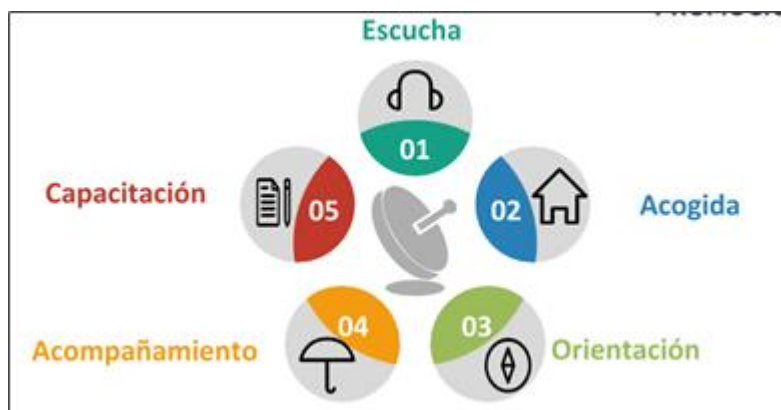 Escucha
01
Capacitación
05
02
Acogida
04
03
Acompañamiento
Orientación